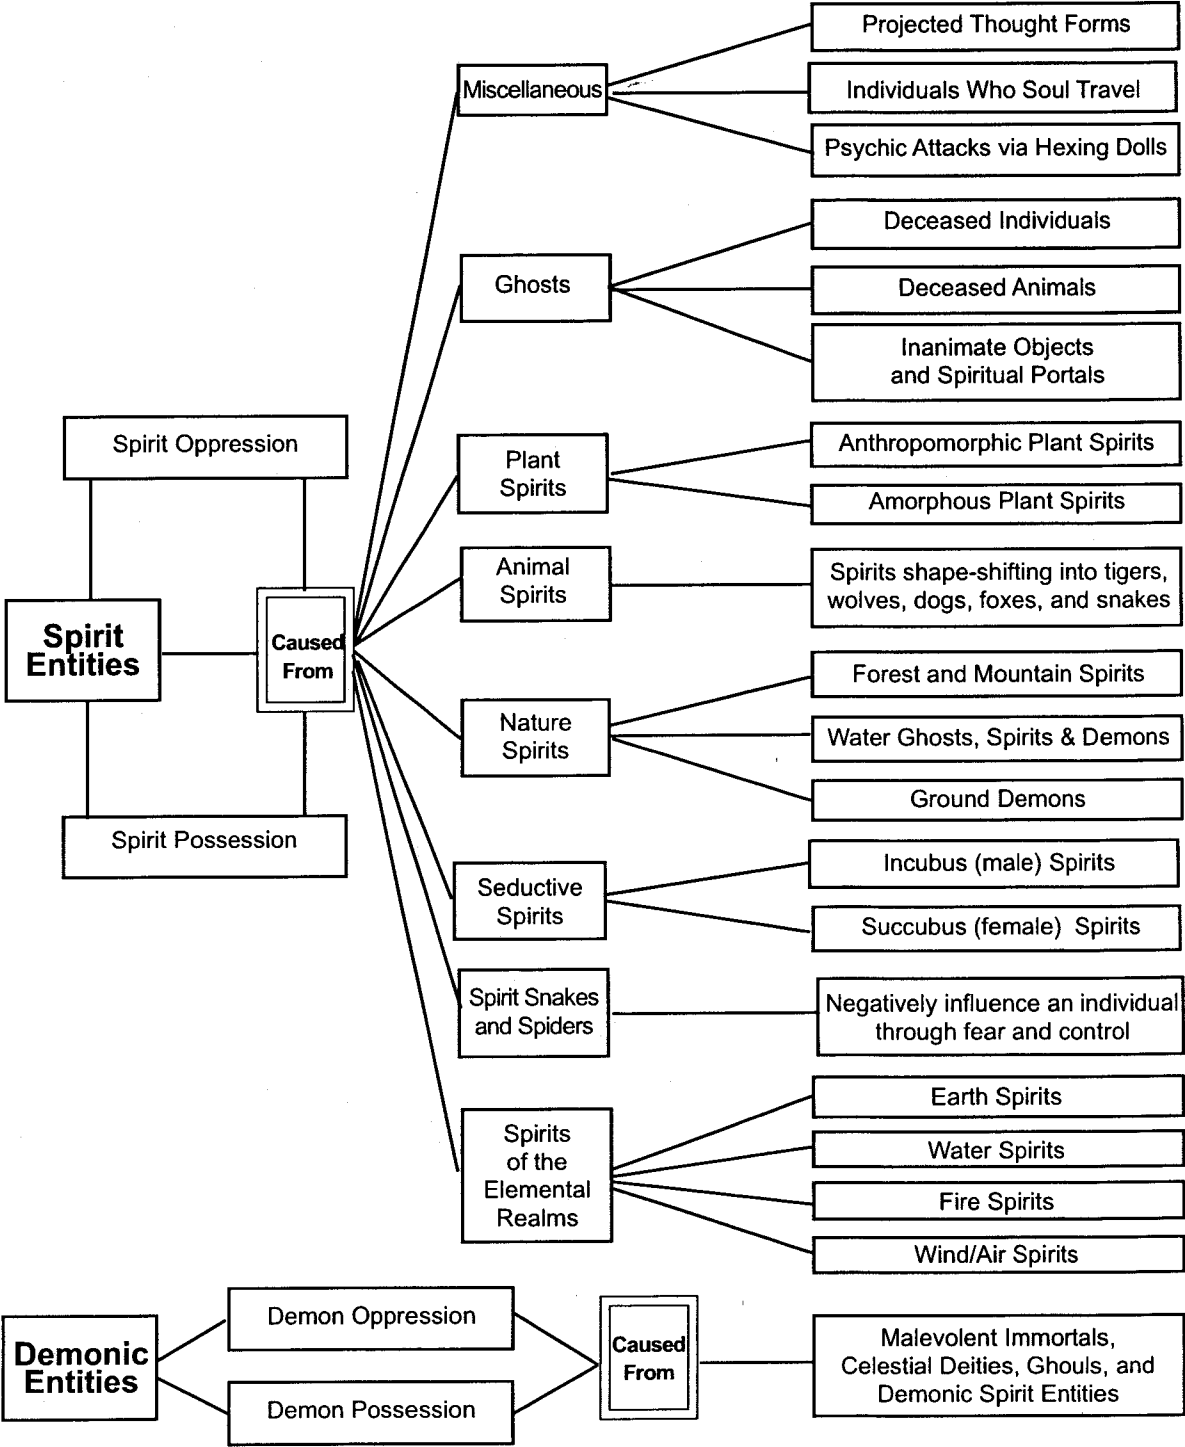 Projected Thought Forms
Miscellaneous
Individuals Who Soul Travel
Psychic Attacks via Hexing Dolls
Deceased Individuals
Ghosts
Deceased Animals
Inanimate Objects
and Spiritual Portals
Spirit Oppression
Anthropomorphic Plant Spirits
Plant
Spirits
Amorphous Plant Spirits
Animal
Spirits
Spirits shape-shifting into tigers,
wolves, dogs, foxes, and snakes
Spirit
Entities
Caused
From
Forest and Mountain Spirits
Nature
Spirits
Water Ghosts, Spirits & Demons
Ground Demons
Spirit Possession
Incubus (male) Spirits
Seductive
Spirits
Succubus (female) Spirits
Spirit Snakes
and Spiders
Negatively influence an individual
through fear and control
Earth Spirits
Spirits
of the
Elemental
Realms
Water Spirits
Fire Spirits
Wind/Air Spirits
Demon Oppression
Demonic
Entities
Caused
From
Malevolent Immortals,
Celestial Deities, Ghouls, and
Demonic Spirit Entities
Demon Possession